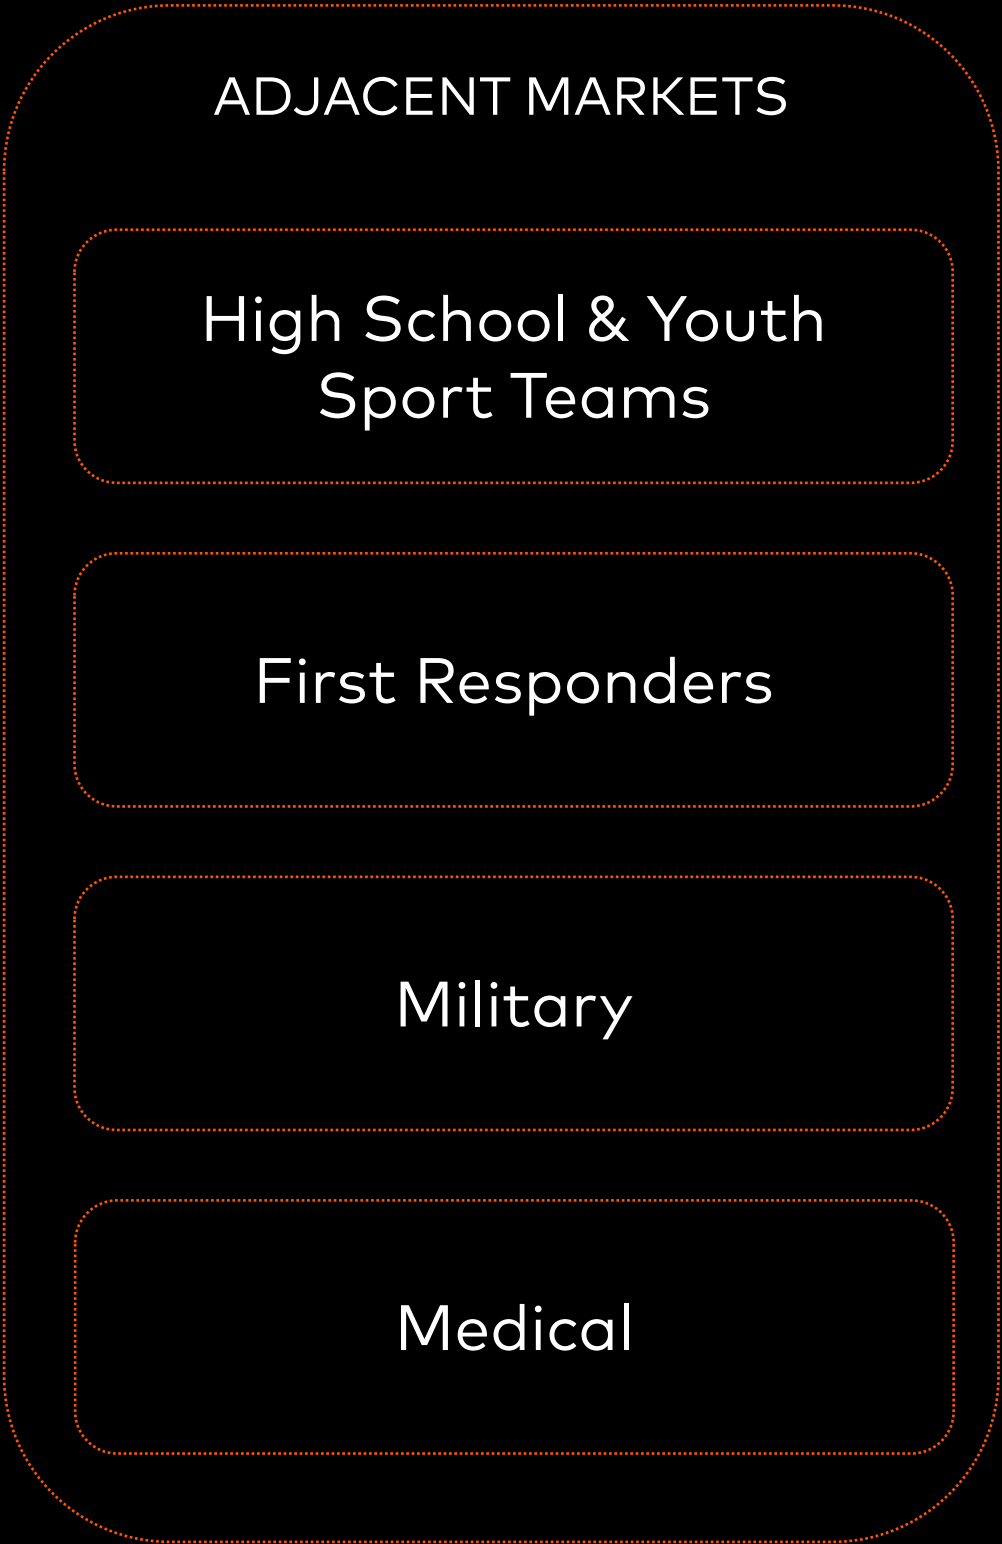 ADJACENT MARKETS
High School & Youth
Sport Teams
First Responders
Military
Medical